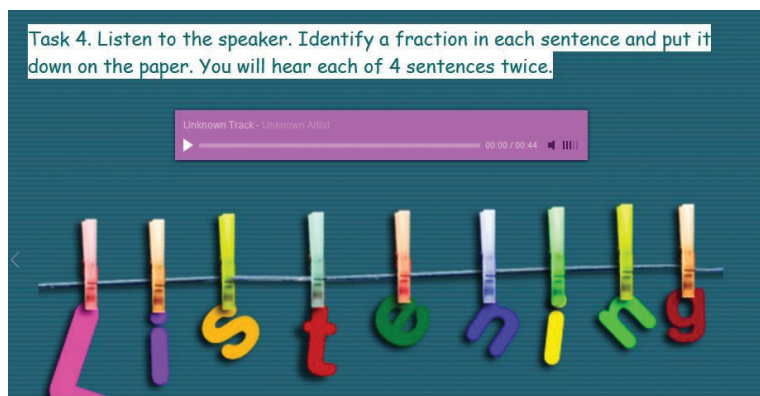 Task 4. Listen to the speaker. Identify a fraction in each sentence and put it
down on the paper. You will hear each of 4 sentences twice.
Unknown Track - Unknown Artist
00:00 / 00:44
Listening